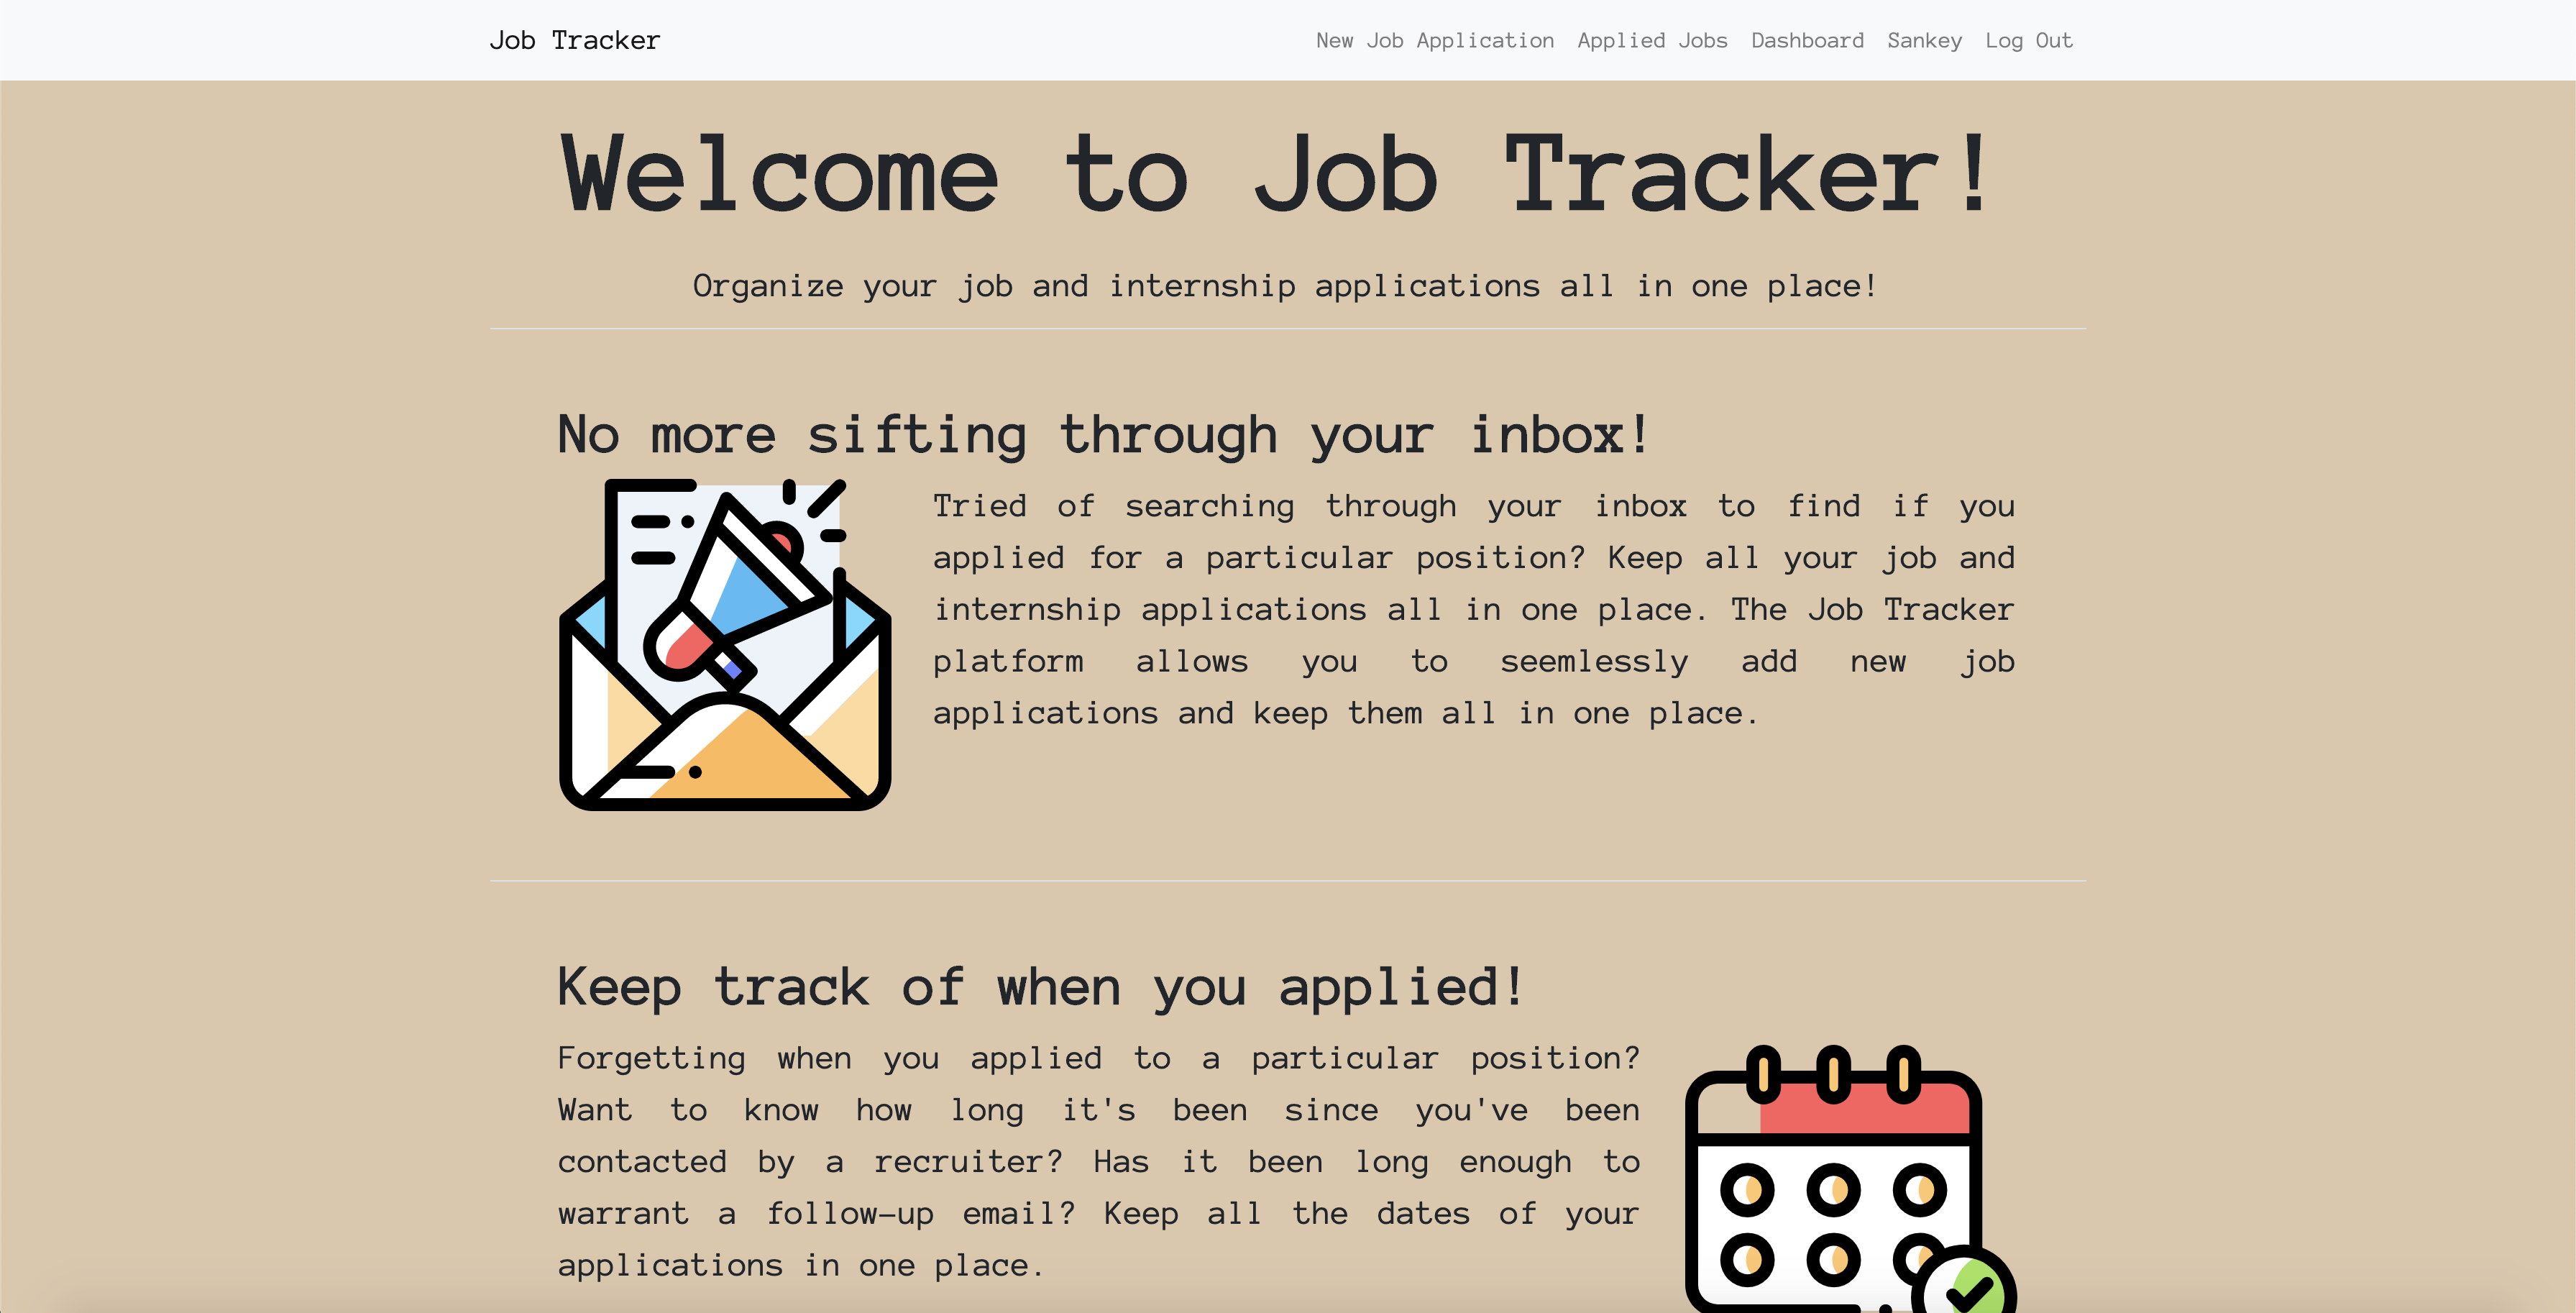 Job Tracker
New Job Application Applied Jobs Dashboard Sankey Log Out
Welcome to Job Tracker!
Organize your job and internship applications all in one place!
No more sifting through your inbox!
Tried of searching through your inbox to find if you
applied for a particular position? Keep all your job and
internship applications all in one place. The Job Tracker
platform allows you to seemlessly add new job
applications and keep them all in one place.
Keep track of when you applied!
Forgetting when you applied to a particular position?
Want to know how long it's been since you've been
contacted by a recruiter? Has it been long enough to
warrant a follow-up email? Keep all the dates of your
applications in one place.